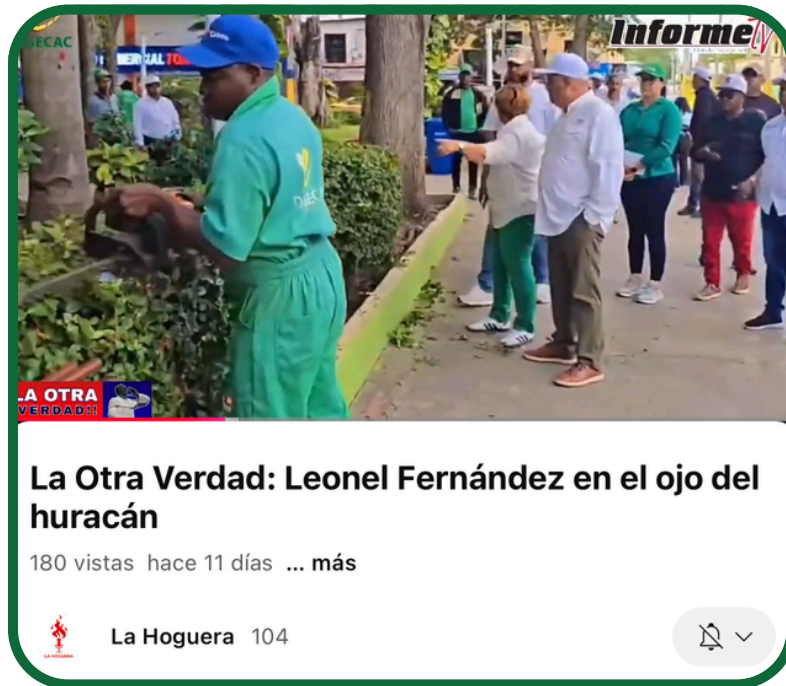 Informe TV
LA OTRA
VERDAD!!
La Otra Verdad: Leonel Fernández en el ojo del
huracán
180 vistas hace 11 días ... más
La Hoguera 104
LA HOGUERA